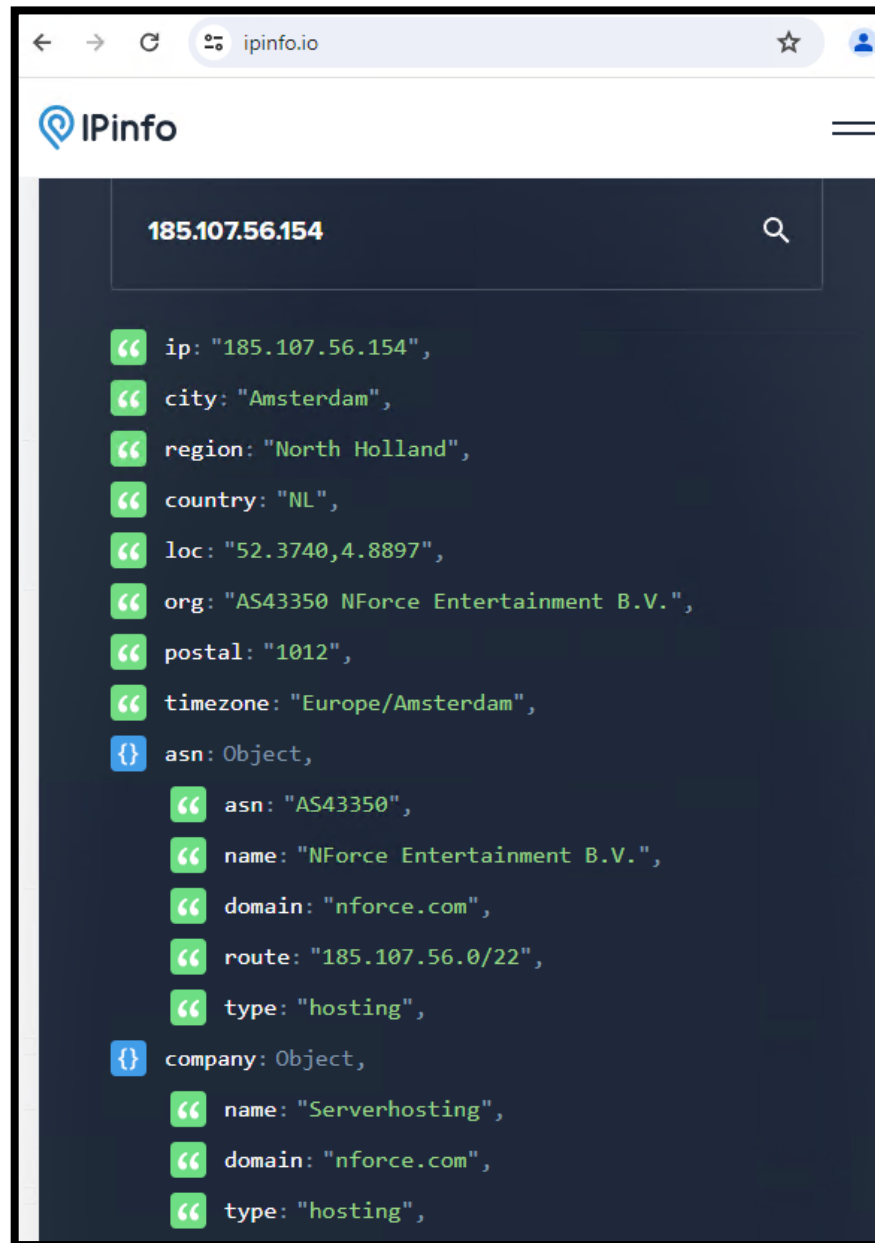 ipinfo.io
IPinfo
185.107.56.154
ip: "185.107.56.154",
city: "Amsterdam",
region: "North Holland",
country: "NL",
loc: "52.3740,4.8897",
org: "AS43350 NForce Entertainment B.V.",
postal: "1012",
timezone: "Europe/Amsterdam",
{} asn: Object,
asn: "AS43350",
name: "NForce Entertainment B.V.",
domain: "nforce.com",
route: "185.107.56.0/22",
type: "hosting",
{} company: Object,
name: "Serverhosting",
domain: "nforce.com",
type: "hosting",